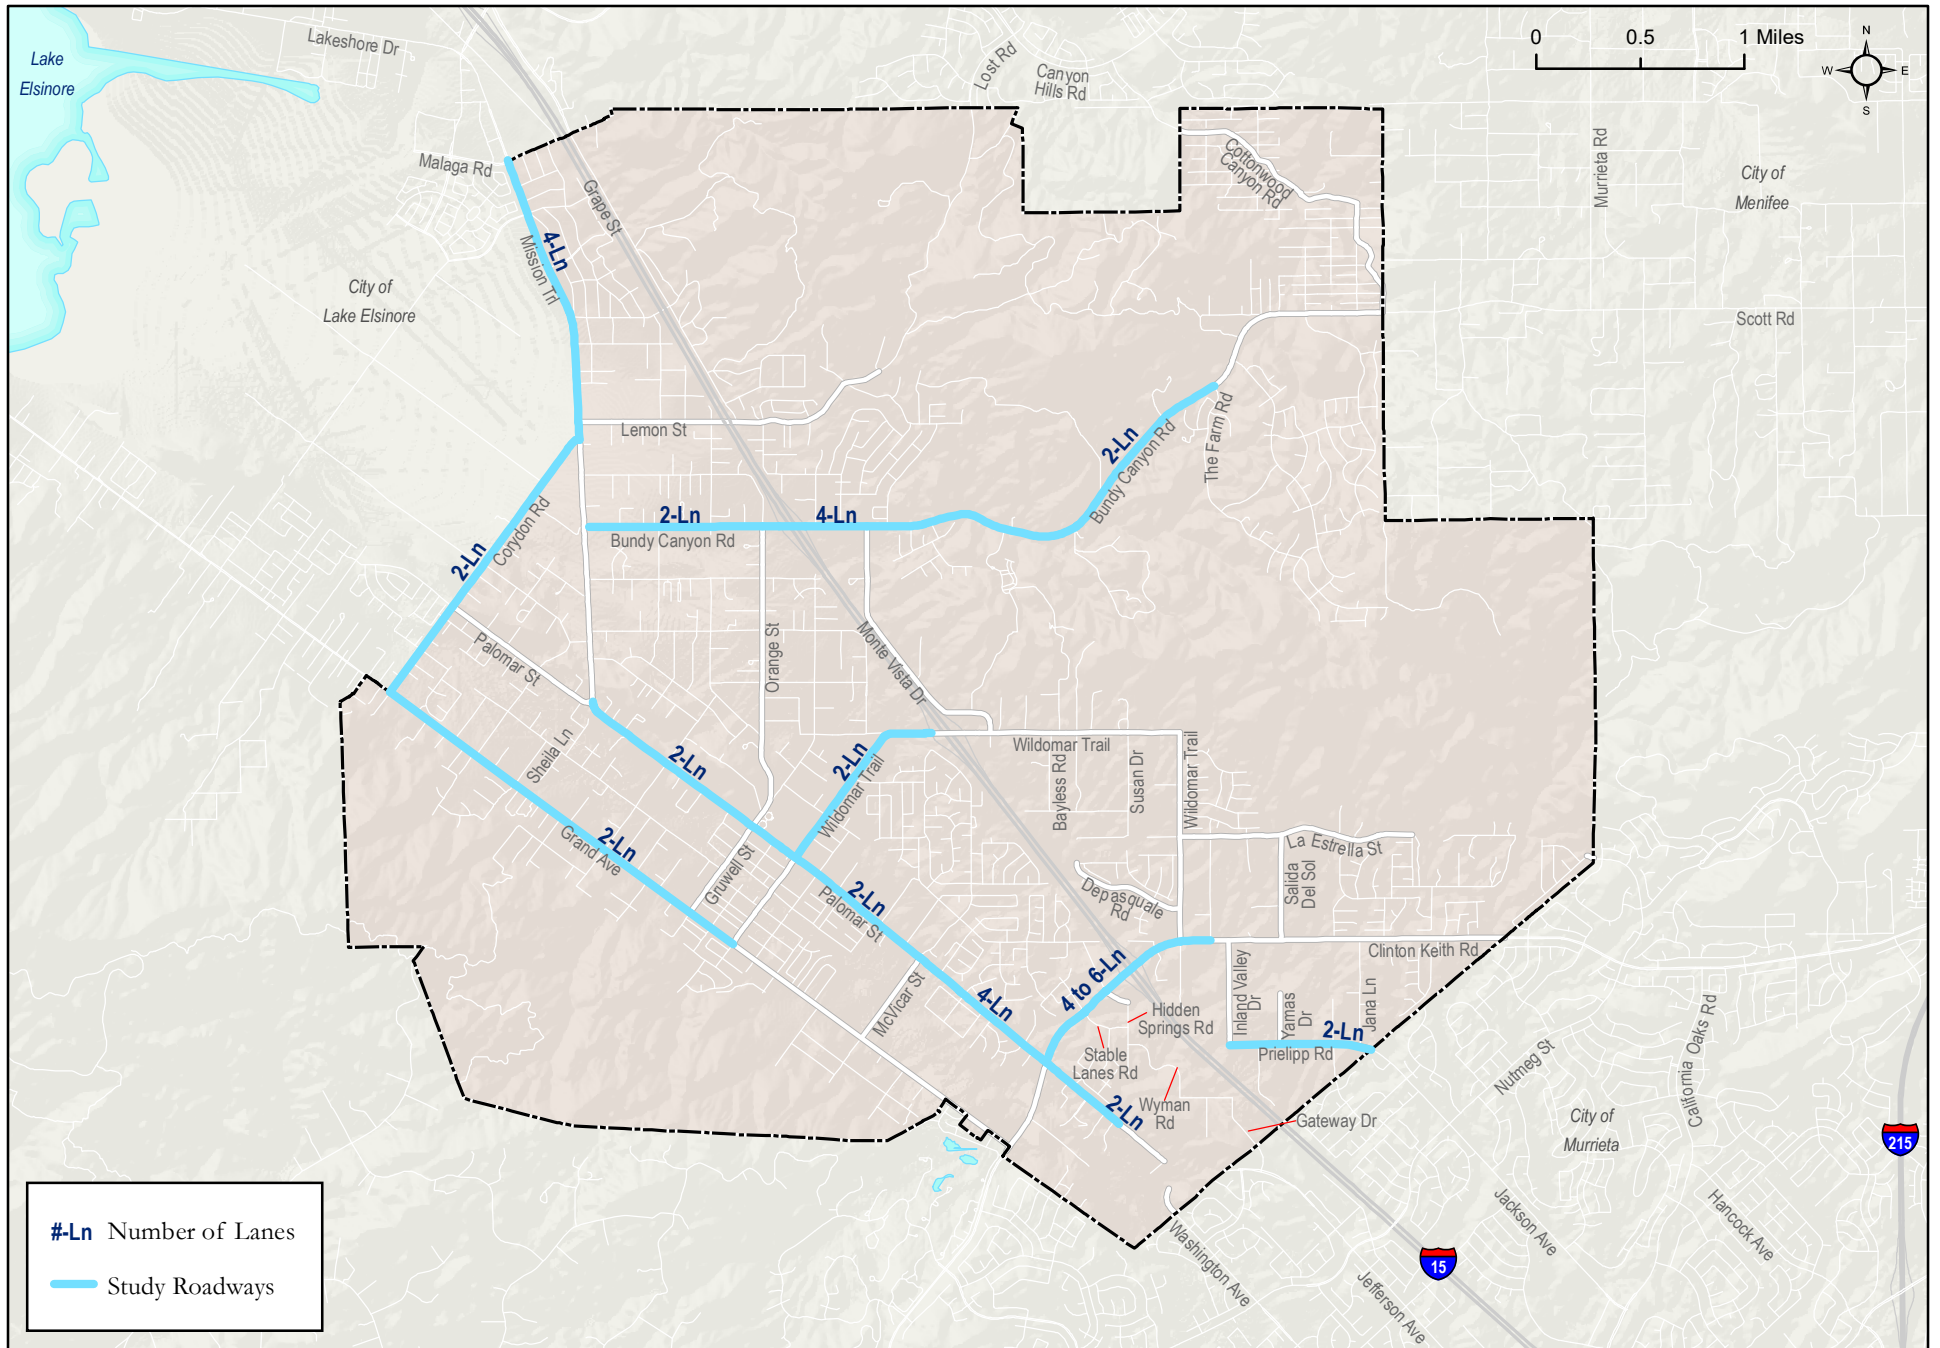 Lake
Elsinore
Lakeshore Dr
Lost Rd
Canyon
Hills Rd
0 0.5 1 Miles
N
W E
S
Malaga Rd
Grape St
Cottonwood
Canyon Rd
Murrieta Rd
City of
Menifee
4-Ln
Mission Trl
City of
Lake Elsinore
Scott Rd
Lemon St
2-Ln
Bundy Canyon Rd
The Farm Rd
2-Ln
Corydon Rd
2-Ln
Bundy Canyon Rd
4-Ln
Palomar St
Orange St
Monte Vista Dr
Sheila Ln
2-Ln
2-Ln
Wildomar Trail
Wildomar Trail
Bayless Rd
Susan Dr
Wildomar Trail
2-Ln
Grand Ave
Gruwell St
2-Ln
Palomar St
La Estrella St
Depasquale
Rd
Salida
Del Sol
Clinton Keith Rd
McVicar St
4-Ln
4 to 6-Ln
Hidden
Springs Rd
Inland Valley
Dr
Yamas
Dr
Jana Ln
2-Ln
Prielipp Rd
Stable
Lanes Rd
Wyman
Rd
2-Ln
Gateway Dr
Nutmeg St
California Oaks Rd
City of
Murrieta
215
Washington Ave
Jackson Ave
Hancock Ave
15
Jefferson Ave
#-Ln Number of Lanes
Study Roadways